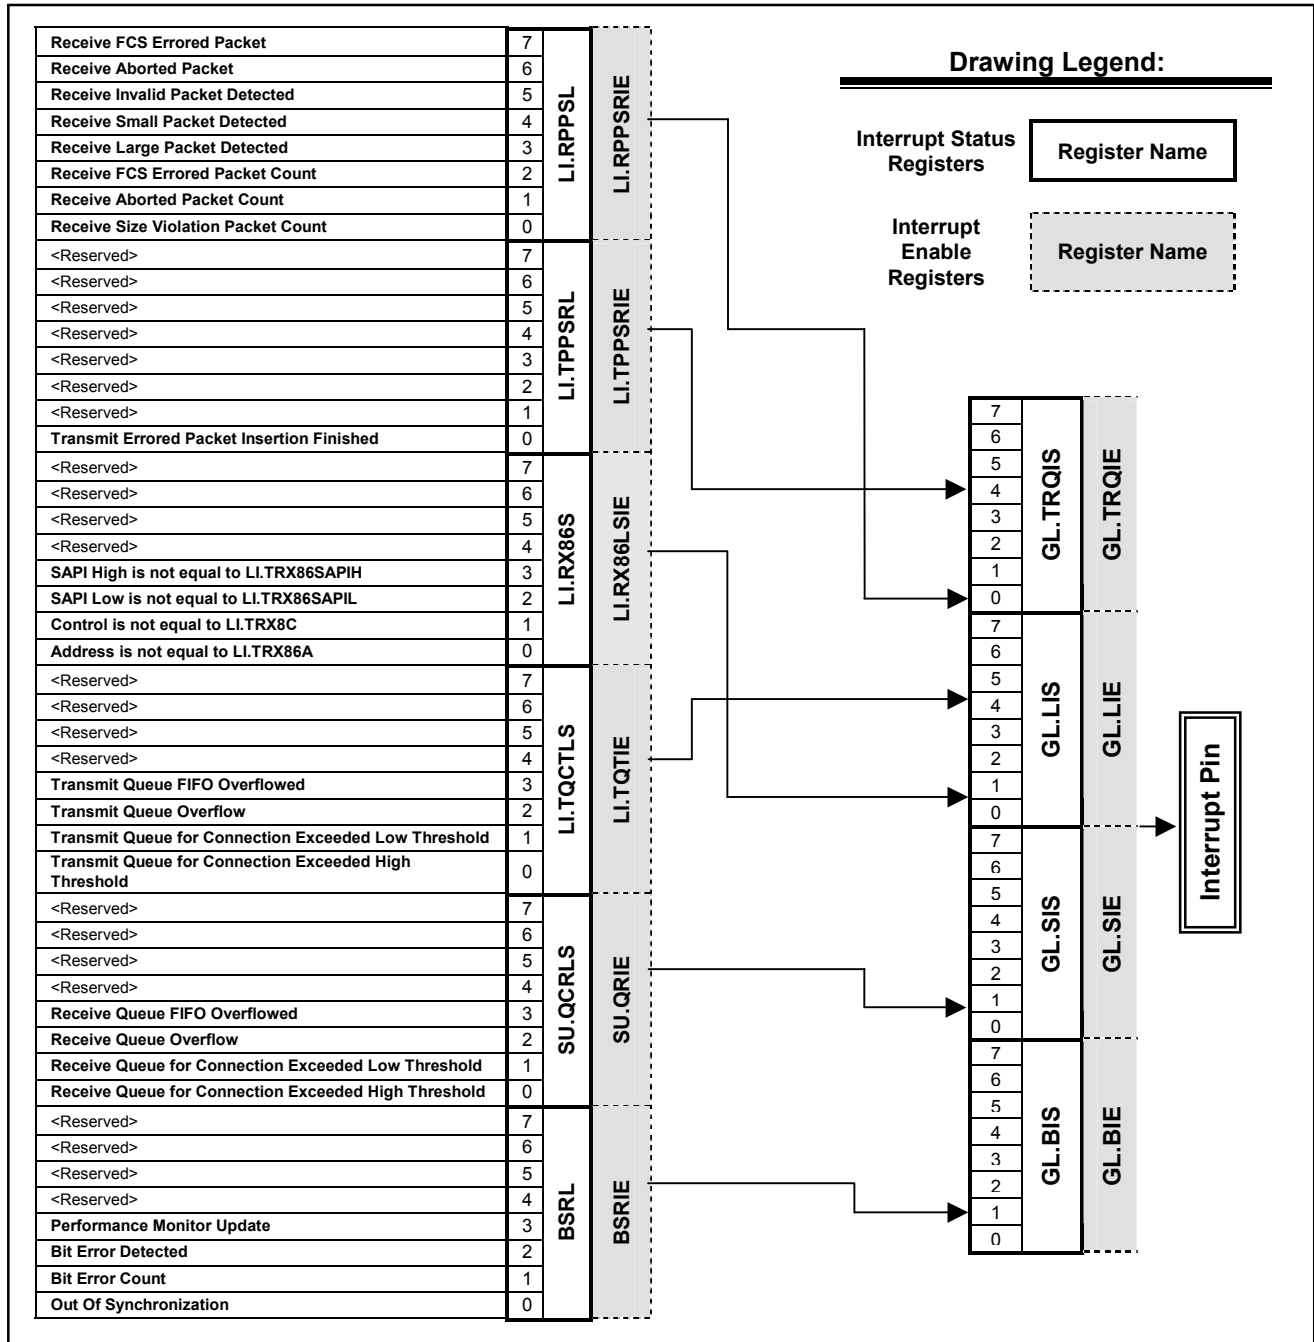 Receive FCS Errored Packet 7
Receive Aborted Packet 6
Receive Invalid Packet Detected 5
Receive Small Packet Detected 4
Receive Large Packet Detected 3
Receive FCS Errored Packet Count 2
Receive Aborted Packet Count 1
Receive Size Violation Packet Count 0
LI.RPPSL
LI.RPPSRIE
<Reserved> 7
<Reserved> 6
<Reserved> 5
<Reserved> 4
<Reserved> 3
<Reserved> 2
<Reserved> 1
Transmit Errored Packet Insertion Finished 0
LI.TPPSRL
LI.TPPSRIE
<Reserved> 7
<Reserved> 6
<Reserved> 5
<Reserved> 4
SAPI High is not equal to LI.TRX86SAPIH 3
SAPI Low is not equal to LI.TRX86SAPIL 2
Control is not equal to LI.TRX8C 1
Address is not equal to LI.TRX86A 0
LI.RX86S
LI.RX86LSIE
<Reserved> 7
<Reserved> 6
<Reserved> 5
<Reserved> 4
Transmit Queue FIFO Overflowed 3
Transmit Queue Overflow 2
Transmit Queue for Connection Exceeded Low Threshold 1
Transmit Queue for Connection Exceeded High
Threshold 0
LI.TQCTLS
LI.TQTIE
<Reserved> 7
<Reserved> 6
<Reserved> 5
<Reserved> 4
Receive Queue FIFO Overflowed 3
Receive Queue Overflow 2
Receive Queue for Connection Exceeded Low Threshold 1
Receive Queue for Connection Exceeded High Threshold 0
SU.QCRLS
SU.QRIE
<Reserved> 7
<Reserved> 6
<Reserved> 5
<Reserved> 4
Performance Monitor Update 3
Bit Error Detected 2
Bit Error Count 1
Out Of Synchronization 0
BSRL
BSRIE
Drawing Legend:
Interrupt Status
Registers
Register Name
Interrupt
Enable
Registers
Register Name
7
6
5
4
3
2
1
0
GL.TRQIS
GL.TRQIE
7
6
5
4
3
2
1
0
GL.LIS
GL.LIE
7
6
5
4
3
2
1
0
GL.SIS
GL.SIE
7
6
5
4
3
2
1
0
GL.BIS
GL.BIE
Interrupt Pin